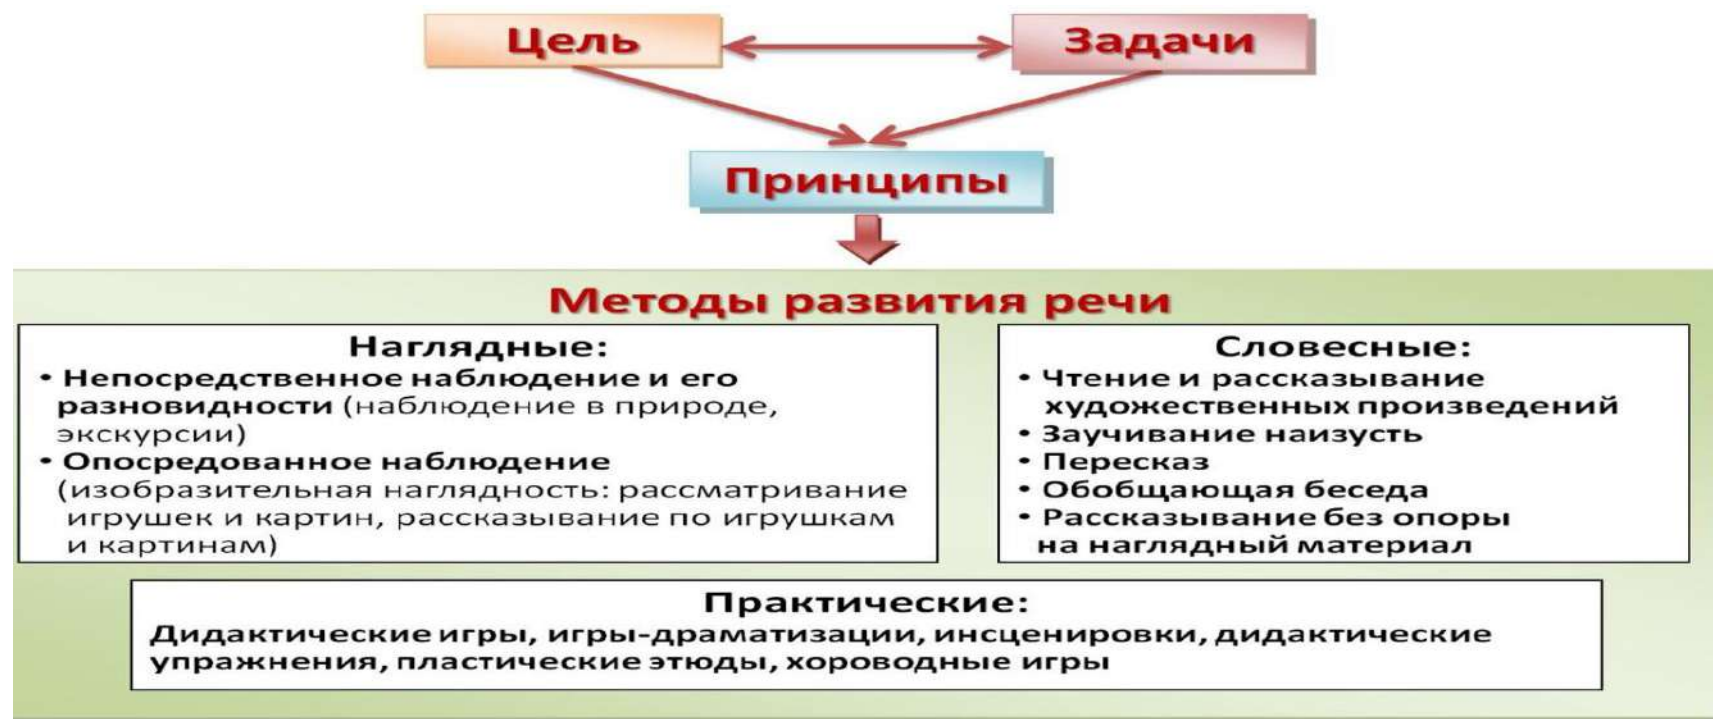 Цель
Задачи
Принципы
Методы развития речи
Наглядные:
• Непосредственное наблюдение и его
разновидности (наблюдение в природе,
экскурсии)
• Опосредованное наблюдение
(изобразительная наглядность: рассматривание
игрушек и картин, рассказывание по игрушкам
и картинам)
Словесные:
• Чтение и рассказывание
художественных произведений
• Заучивание наизусть
• Пересказ
• Обобщающая беседа
• Рассказывание без опоры
на наглядный материал
Практические:
Дидактические игры, игры-драматизации, инсценировки, дидактические
упражнения, пластические этюды, хороводные игры